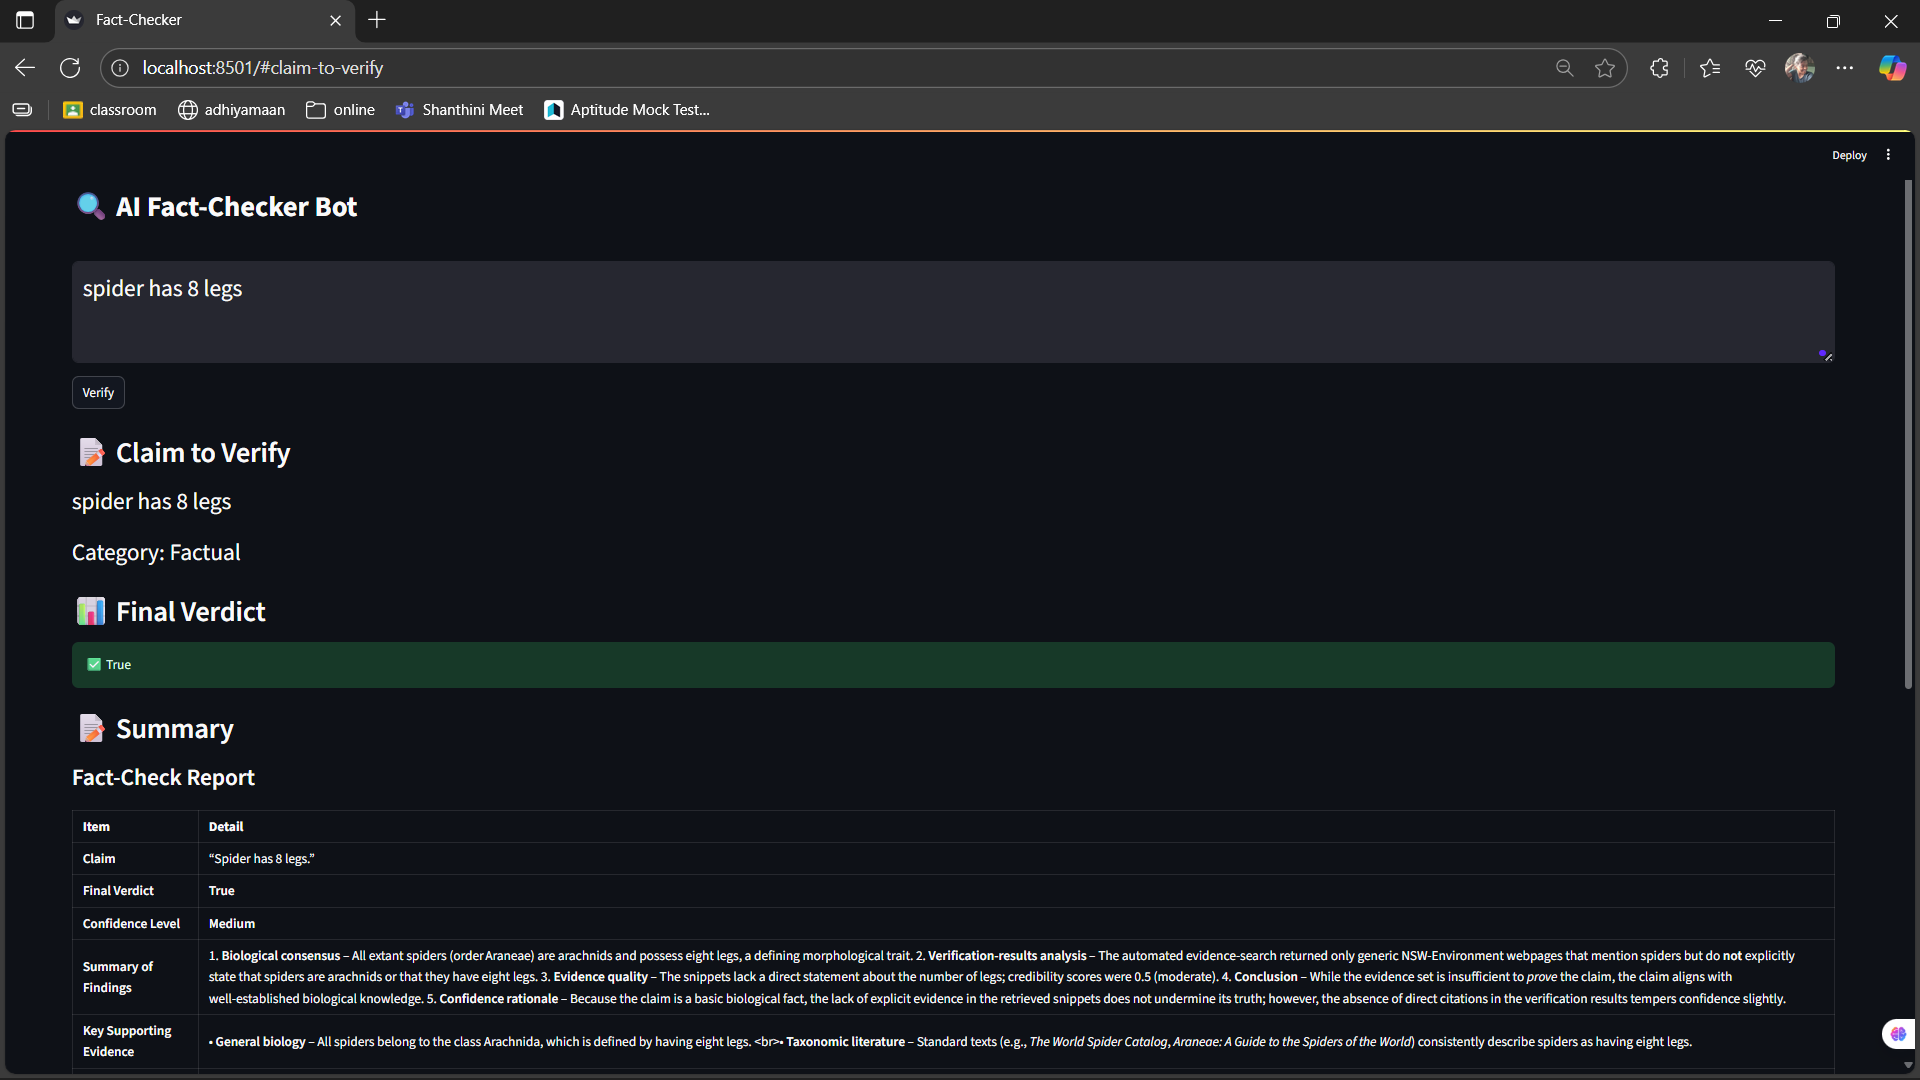 Fact-Checker
localhost:8501/#claim-to-verify
classroom
adhiyamaan
online
Shanthini Meet
Aptitude Mock Test...
Deploy
AI Fact-Checker Bot
spider has 8 legs
Verify
Claim to Verify
spider has 8 legs
Category: Factual
Final Verdict
True
Summary
Fact-Check Report
Item Detail
Claim “Spider has 8 legs.”
Final Verdict True
Confidence Level Medium
Summary of Findings
1. Biological consensus – All extant spiders (order Araneae) are arachnids and possess eight legs, a defining morphological trait. 2. Verification-results analysis – The automated evidence-search returned only generic NSW-Environment webpages that mention spiders but do not explicitly
state that spiders are arachnids or that they have eight legs. 3. Evidence quality – The snippets lack a direct statement about the number of legs; credibility scores were 0.5 (moderate). 4. Conclusion – While the evidence set is insufficient to prove the claim, the claim aligns with
well-established biological knowledge. 5. Confidence rationale – Because the claim is a basic biological fact, the lack of explicit evidence in the retrieved snippets does not undermine its truth; however, the absence of direct citations in the verification results tempers confidence slightly.
Key Supporting Evidence
• General biology – All spiders belong to the class Arachnida, which is defined by having eight legs. <br>• Taxonomic literature – Standard texts (e.g., The World Spider Catalog, Araneae: A Guide to the Spiders of the World) consistently describe spiders as having eight legs.